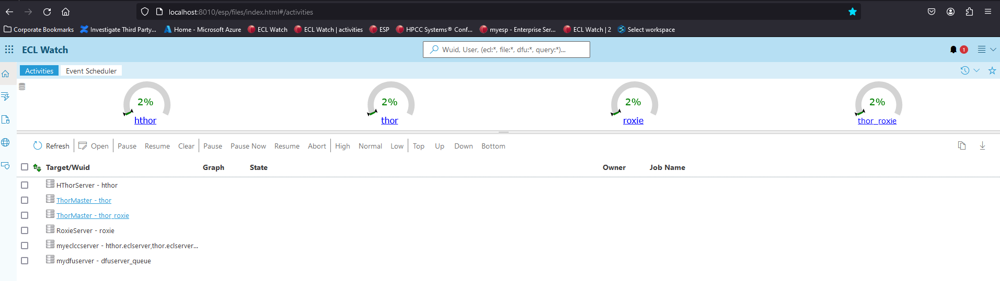 localhost:8010/esp/files/index.html#/activities
Corporate Bookmarks Investigate Third Party... Home - Microsoft Azure ECL Watch ECL Watch | activities ESP HPCC Systems® Conf... myesp - Enterprise Ser... ECL Watch | 2 Select workspace
ECL Watch Wuid, User, (ecl:*, file:*, dfu:*, query:*)... 1
Activities Event Scheduler
2% 2% 2% 2%
hthor thor roxie thor_roxie
Refresh Open Pause Resume Clear Pause Pause Now Resume Abort High Normal Low Top Up Down Bottom
Target/Wuid Graph State Owner Job Name
HThorServer - hthor
ThorMaster - thor
ThorMaster - thor_roxie
RoxieServer - roxie
myeclccserver - hthor.eclserver,thor.eclserver...
mydfuserver - dfuserver_queue